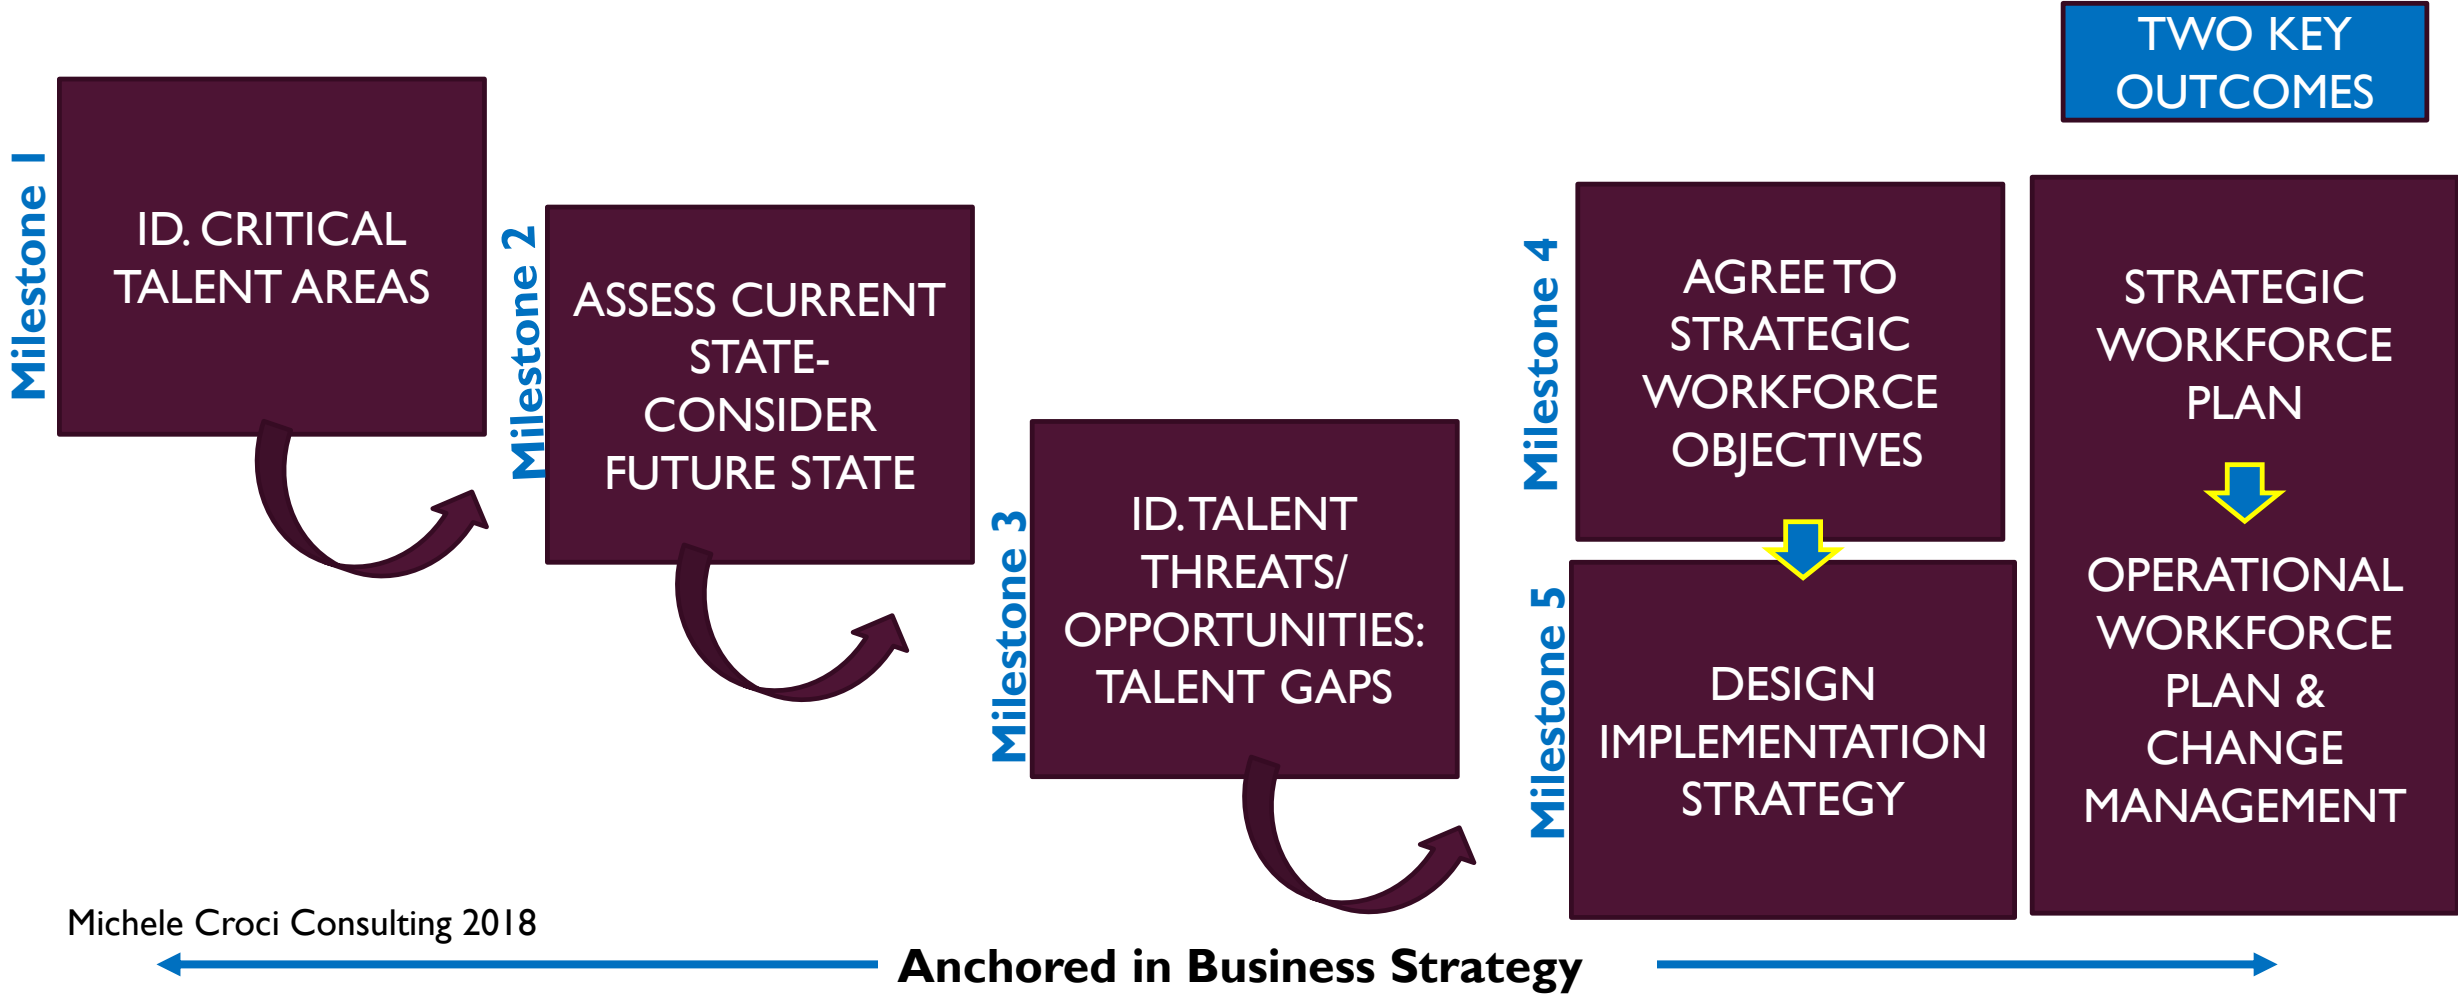 Milestone 1
ID. CRITICAL
TALENT AREAS
Milestone 2
ASSESS CURRENT
STATE-
CONSIDER
FUTURE STATE
Milestone 3
ID. TALENT
THREATS/
OPPORTUNITIES:
TALENT GAPS
Milestone 4
AGREE TO
STRATEGIC
WORKFORCE
OBJECTIVES
Milestone 5
DESIGN
IMPLEMENTATION
STRATEGY
TWO KEY
OUTCOMES
STRATEGIC
WORKFORCE
PLAN
OPERATIONAL
WORKFORCE
PLAN &
CHANGE
MANAGEMENT
Michele Croci Consulting 2018
Anchored in Business Strategy